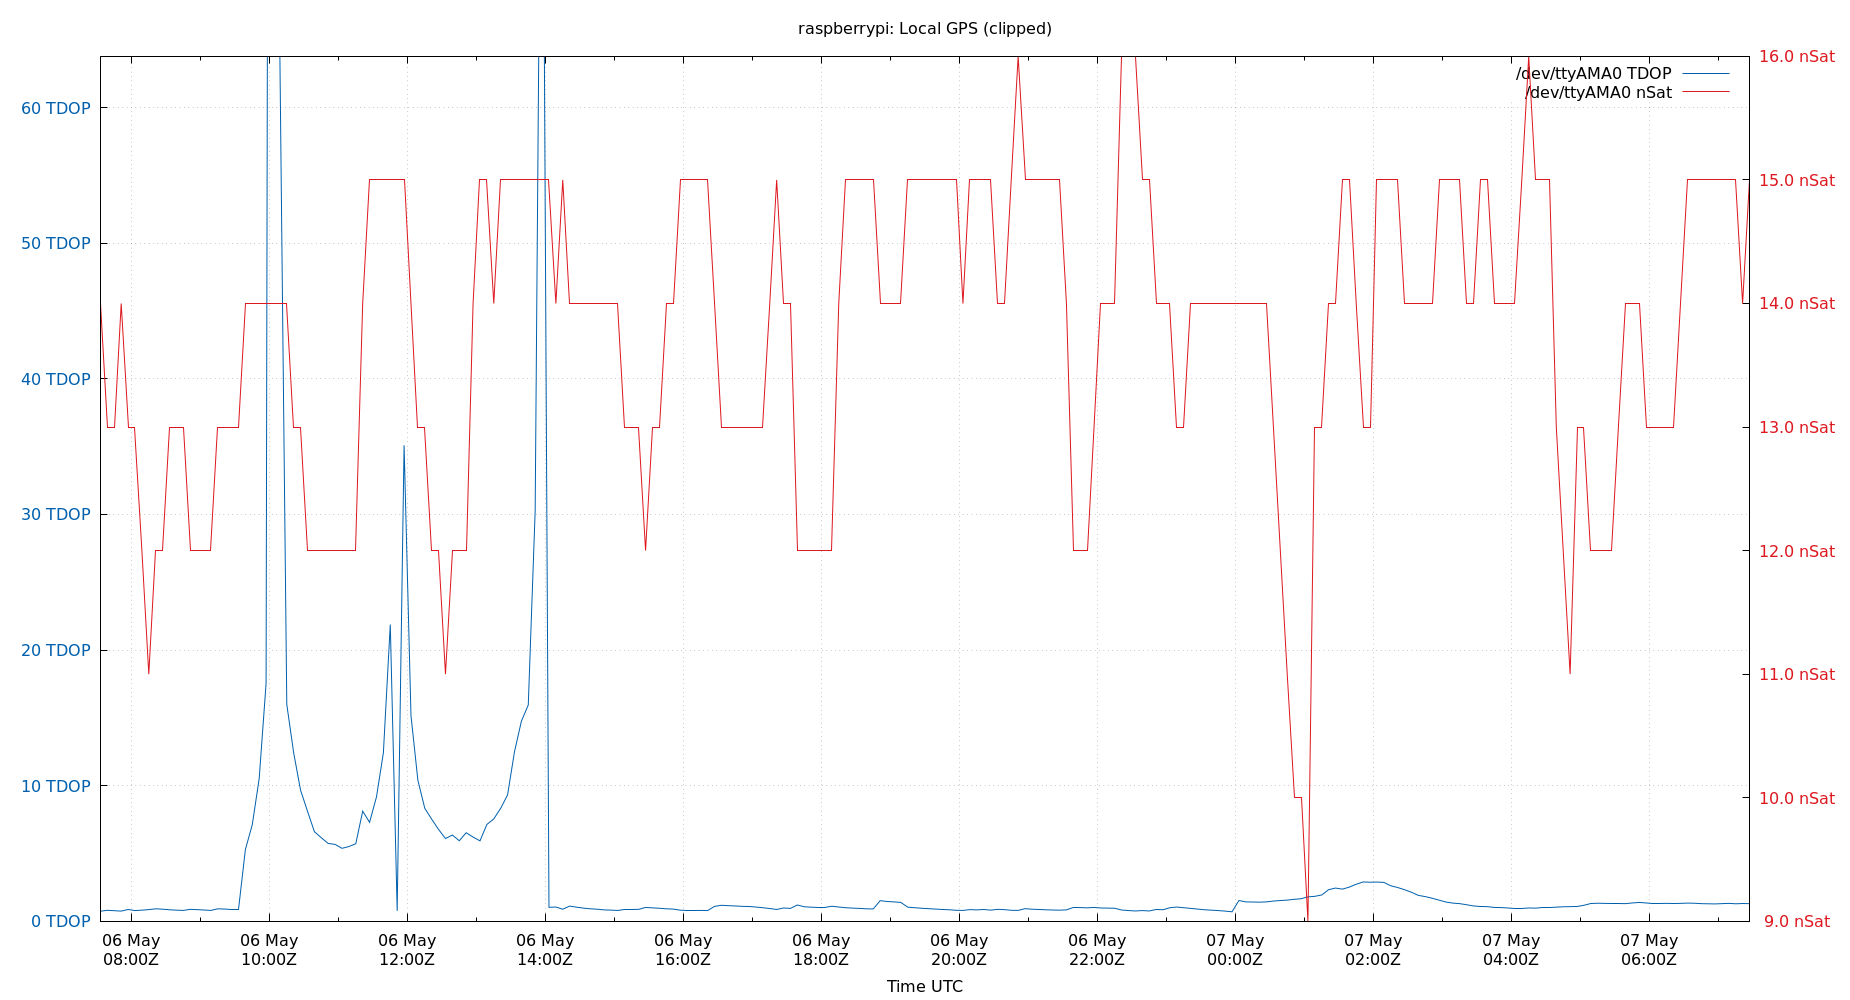 raspberrypi: Local GPS (clipped)
/dev/ttyAMA0 TDOP
/dev/ttyAMA0 nSat
60 TDOP
50 TDOP
40 TDOP
30 TDOP
20 TDOP
10 TDOP
0 TDOP
16.0 nSat
15.0 nSat
14.0 nSat
13.0 nSat
12.0 nSat
11.0 nSat
10.0 nSat
9.0 nSat
06 May
08:00Z
06 May
10:00Z
06 May
12:00Z
06 May
14:00Z
06 May
16:00Z
06 May
18:00Z
06 May
20:00Z
06 May
22:00Z
07 May
00:00Z
07 May
02:00Z
07 May
04:00Z
07 May
06:00Z
Time UTC